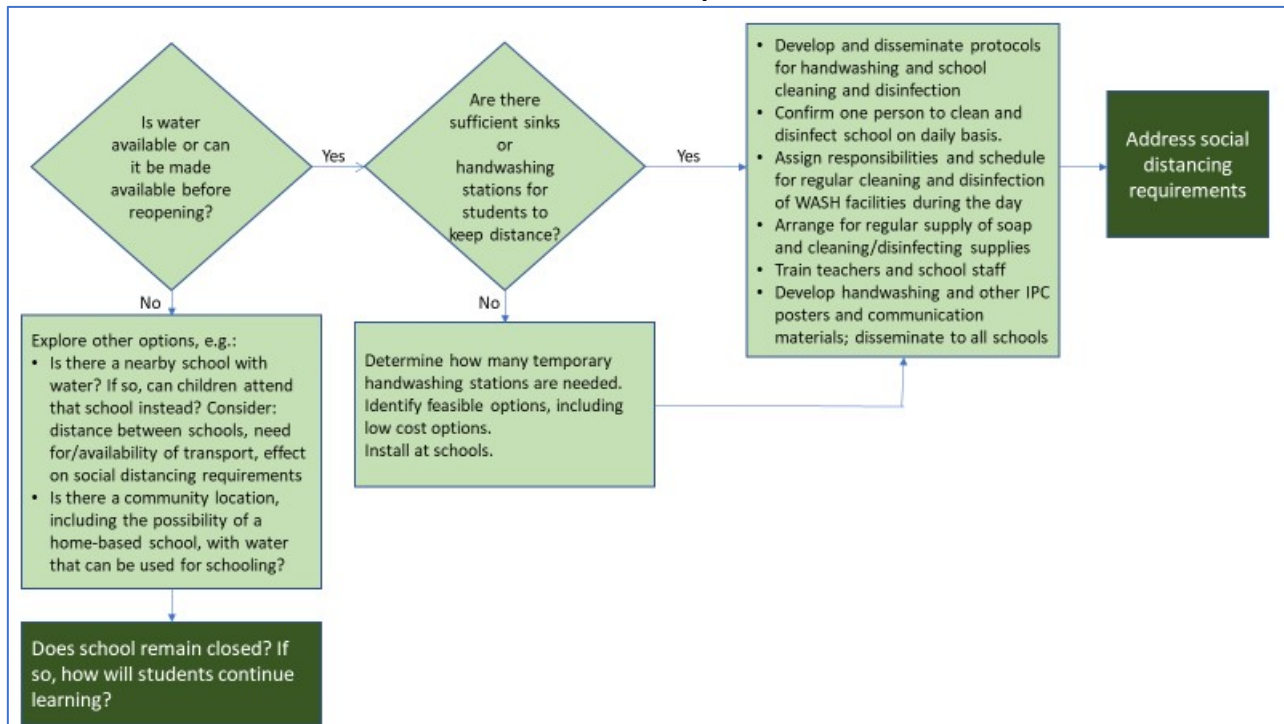 Is water
available or can
it be made
available before
reopening?
Yes
Are there
sufficient sinks
or
handwashing
stations for
students to
keep distance?
Yes
• Develop and disseminate protocols
for handwashing and school
cleaning and disinfection
• Confirm one person to clean and
disinfect school on daily basis.
• Assign responsibilities and schedule
for regular cleaning and disinfection
of WASH facilities during the day
• Arrange for regular supply of soap
and cleaning/disinfecting supplies
• Train teachers and school staff
• Develop handwashing and other IPC
posters and communication
materials; disseminate to all schools
Address social
distancing
requirements
No
Explore other options, e.g.:
• Is there a nearby school with
water? If so, can children attend
that school instead? Consider:
distance between schools, need
for/availability of transport, effect
on social distancing requirements
• Is there a community location,
including the possibility of a
home-based school, with water
that can be used for schooling?
No
Determine how many temporary
handwashing stations are needed.
Identify feasible options, including
low cost options.
Install at schools.
Does school remain closed? If
so, how will students continue
learning?